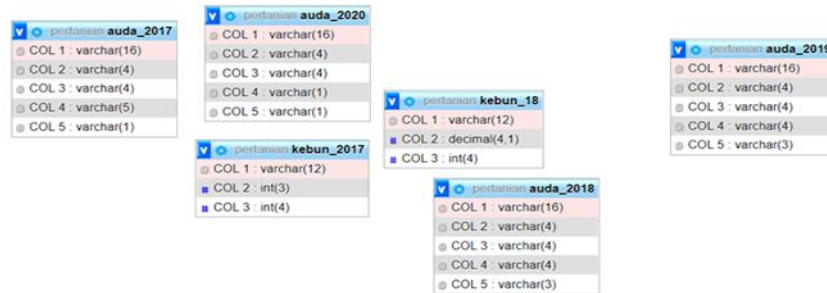 pertanian auda_2017
COL 1 : varchar(16)
COL 2 : varchar(4)
COL 3 : varchar(4)
COL 4 : varchar(5)
COL 5 : varchar(1)
pertanian auda_2020
COL 1 : varchar(16)
COL 2 : varchar(4)
COL 3 : varchar(4)
COL 4 : varchar(1)
COL 5 : varchar(1)
pertanian kebun_2017
COL 1 : varchar(12)
COL 2 : int(3)
COL 3 : int(4)
pertanian kebun_18
COL 1 : varchar(12)
COL 2 : decimal(4,1)
COL 3 : int(4)
pertanian auda_2018
COL 1 : varchar(16)
COL 2 : varchar(4)
COL 3 : varchar(4)
COL 4 : varchar(4)
COL 5 : varchar(3)
pertanian auda_2019
COL 1 : varchar(16)
COL 2 : varchar(4)
COL 3 : varchar(4)
COL 4 : varchar(4)
COL 5 : varchar(3)